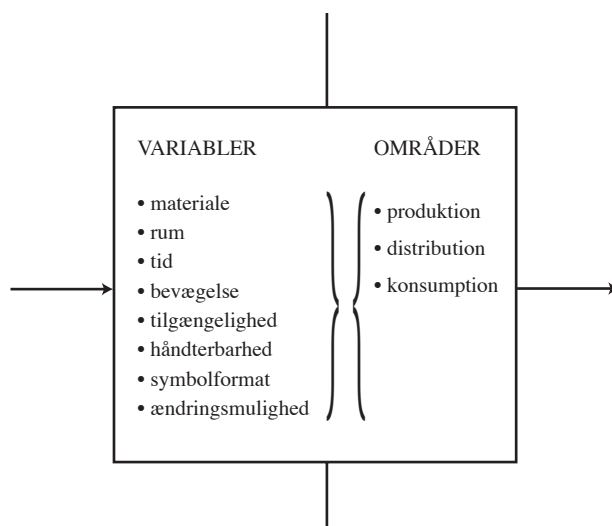 VARIABLER
• materiale
• rum
• tid
• bevægelse
• tilgængelighed
• håndterbarhed
• symbolformat
• ændringsmulighed
OMRÅDER
• produktion
• distribution
• konsumption